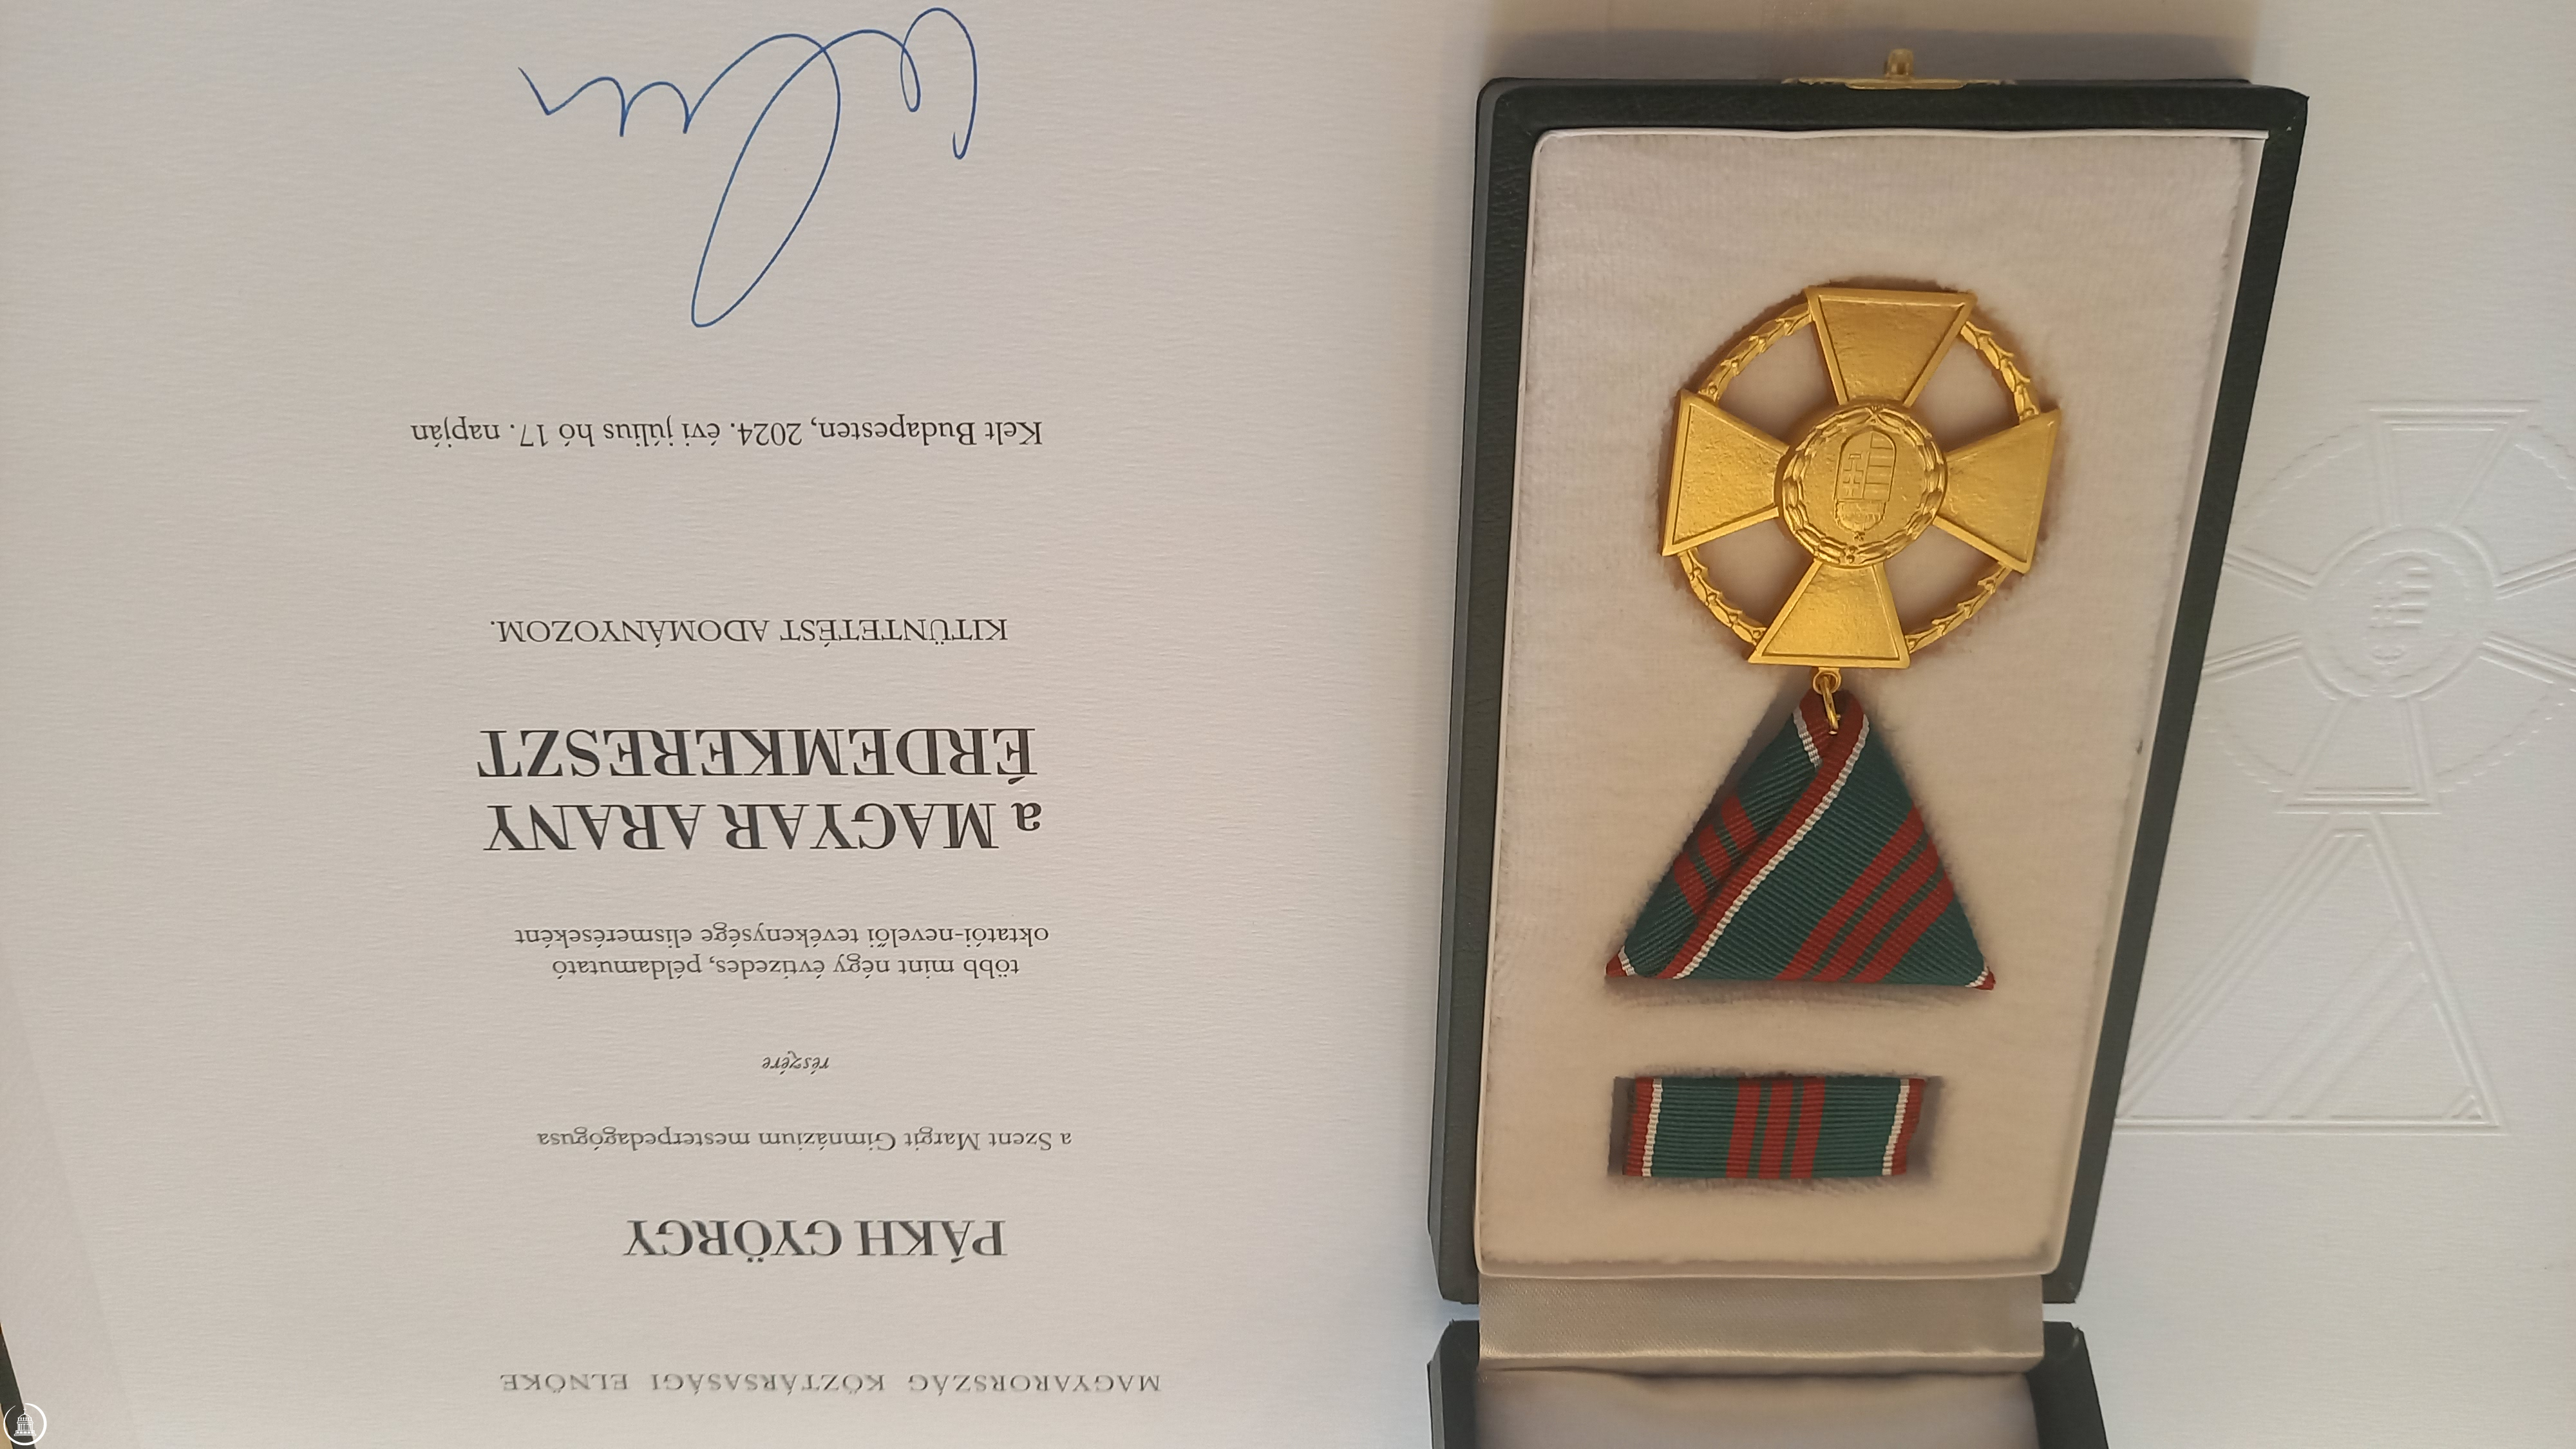 MAGYARORSZÁG KÖZTÁRSASÁGI ELNÖKE
PÁKH GYÖRGY
a Szent Margit Gimnázium mesterpedagógusa
részére
több mint négy évtizedes, példamutató
oktatói-nevelői tevékenysége elismeréseként
a MAGYAR ARANY
ÉRDEMKERESZT
KITÜNTETÉST ADOMÁNYOZOM.
Kelt Budapesten, 2024. évi július hó 17. napján